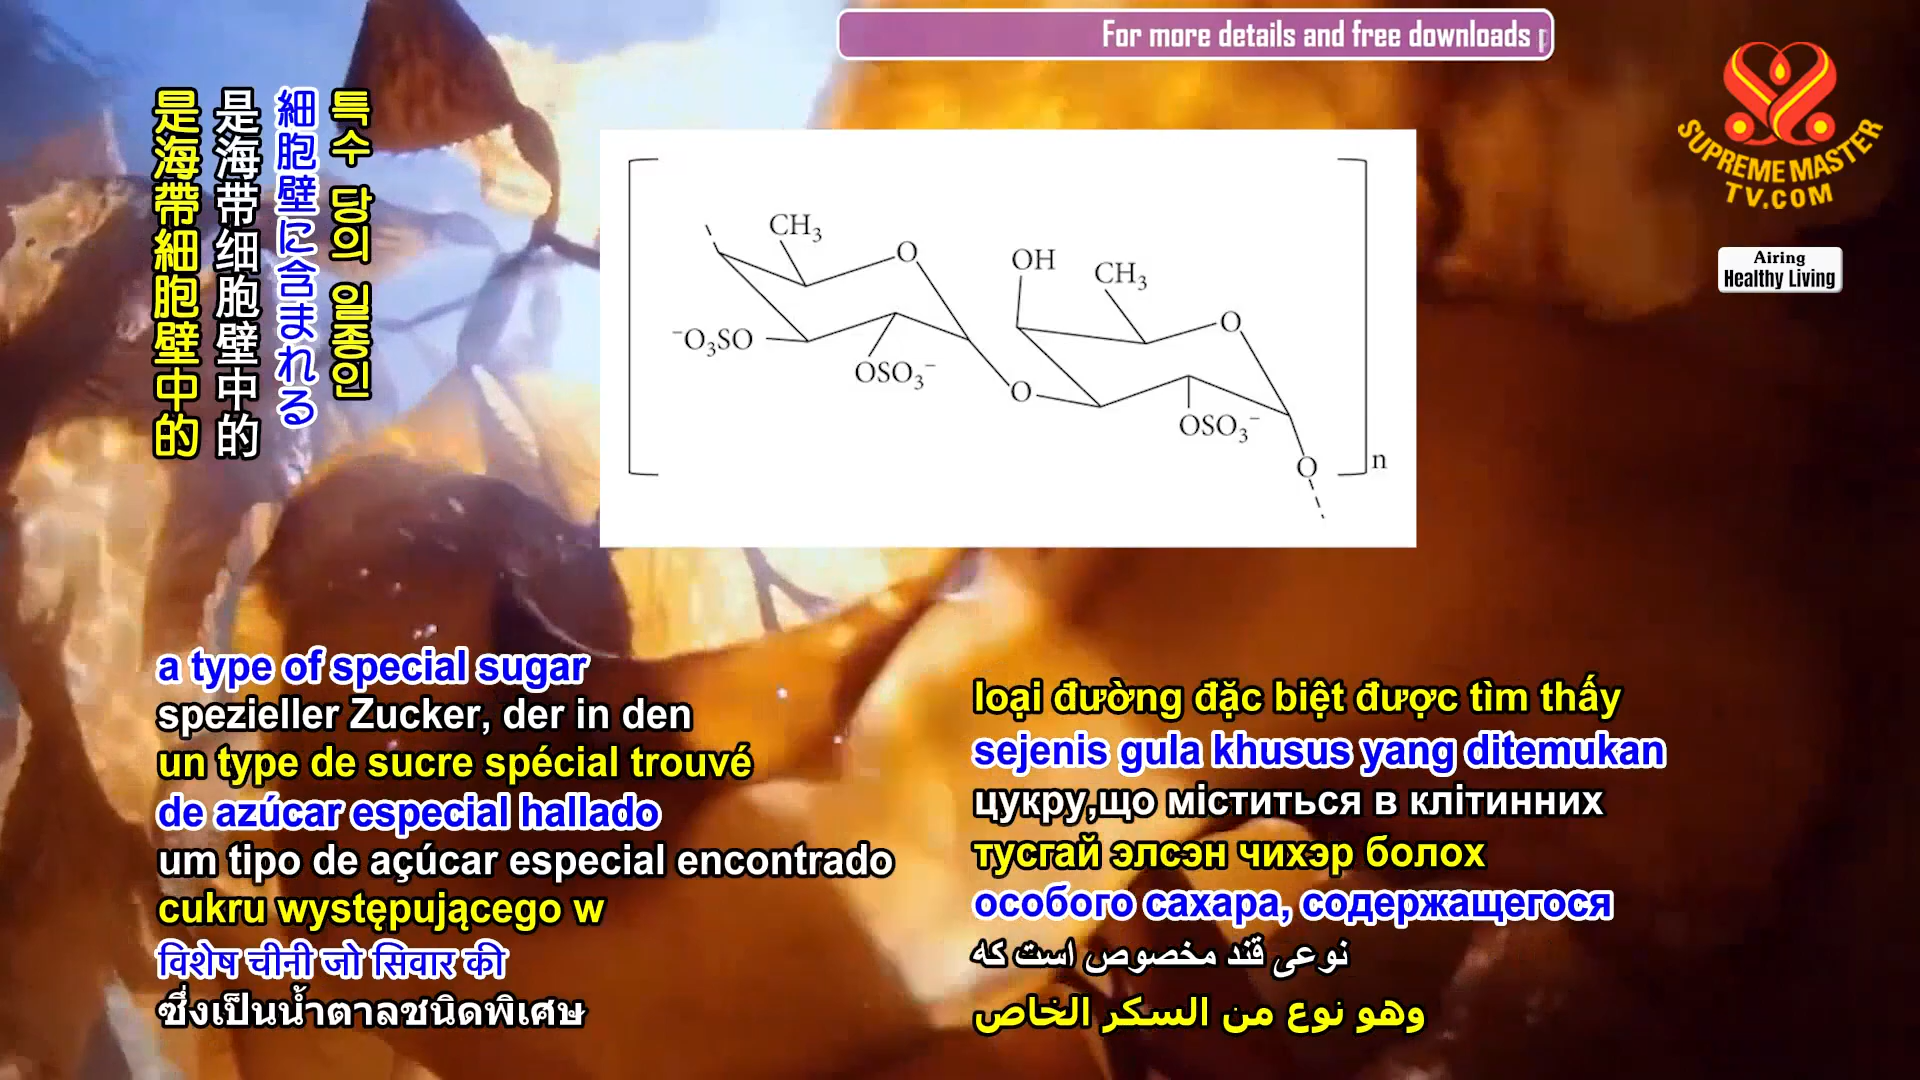 For more details and free downloads
SUPREME MASTER
TV.COM
Airing
Healthy Living
특수 당의 일종인
細胞壁に含まれる
是海带细胞壁中的
是海帶細胞壁中的
CH3
O
OH
CH3
O
⁻O3SO
OSO3⁻
O
OSO3⁻
O
n
a type of special sugar
spezieller Zucker, der in den
un type de sucre spécial trouvé
de azúcar especial hallado
um tipo de açúcar especial encontrado
cukru występującego w
विशेष चीनी जो सिवार की
ซึ่งเป็นน้ำตาลชนิดพิเศษ
loại đường đặc biệt được tìm thấy
sejenis gula khusus yang ditemukan
цукру,що міститься в клітинних
тусгай элсэн чихэр болох
особого сахара, содержащегося
نوعی قند مخصوص است که
وهو نوع من السكر الخاص